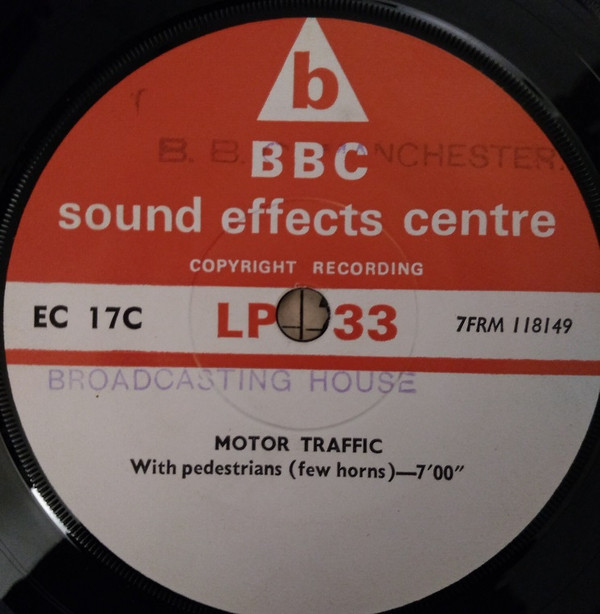 b
B. B. C. MANCHESTER.
BBC
sound effects centre
COPYRIGHT RECORDING
EC 17C LP 33 7FRM 118149
BROADCASTING HOUSE
MOTOR TRAFFIC
With pedestrians (few horns)—7′00″